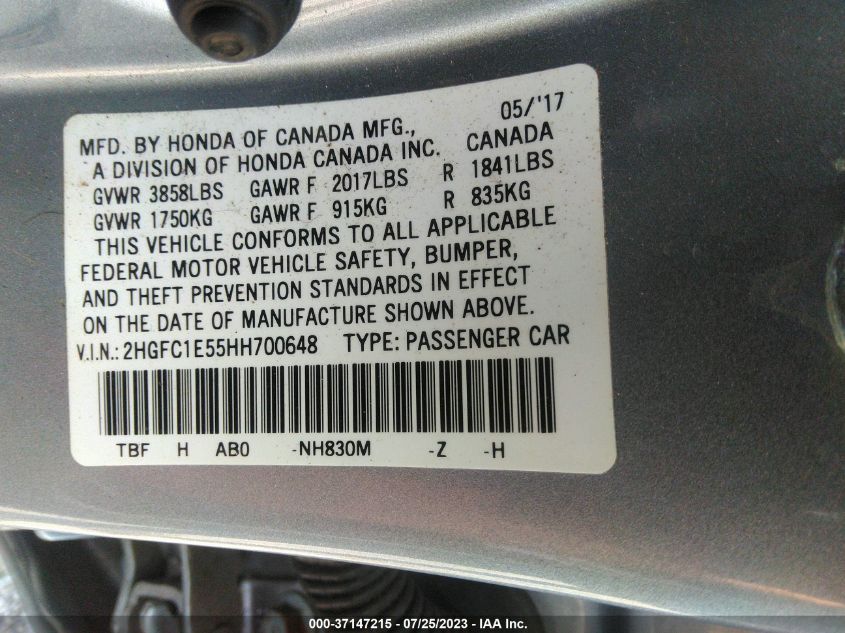 05/'17
MFD. BY HONDA OF CANADA MFG.,
A DIVISION OF HONDA CANADA INC. CANADA
GVWR 3858LBS GAWR F 2017LBS R 1841LBS
GVWR 1750KG GAWR F 915KG R 835KG
THIS VEHICLE CONFORMS TO ALL APPLICABLE
FEDERAL MOTOR VEHICLE SAFETY, BUMPER,
AND THEFT PREVENTION STANDARDS IN EFFECT
ON THE DATE OF MANUFACTURE SHOWN ABOVE.
V.I.N.: 2HGFC1E55HH700648 TYPE: PASSENGER CAR
TBF H AB0 -NH830M -Z -H
000-37147215 - 07/25/2023 - IAA Inc.